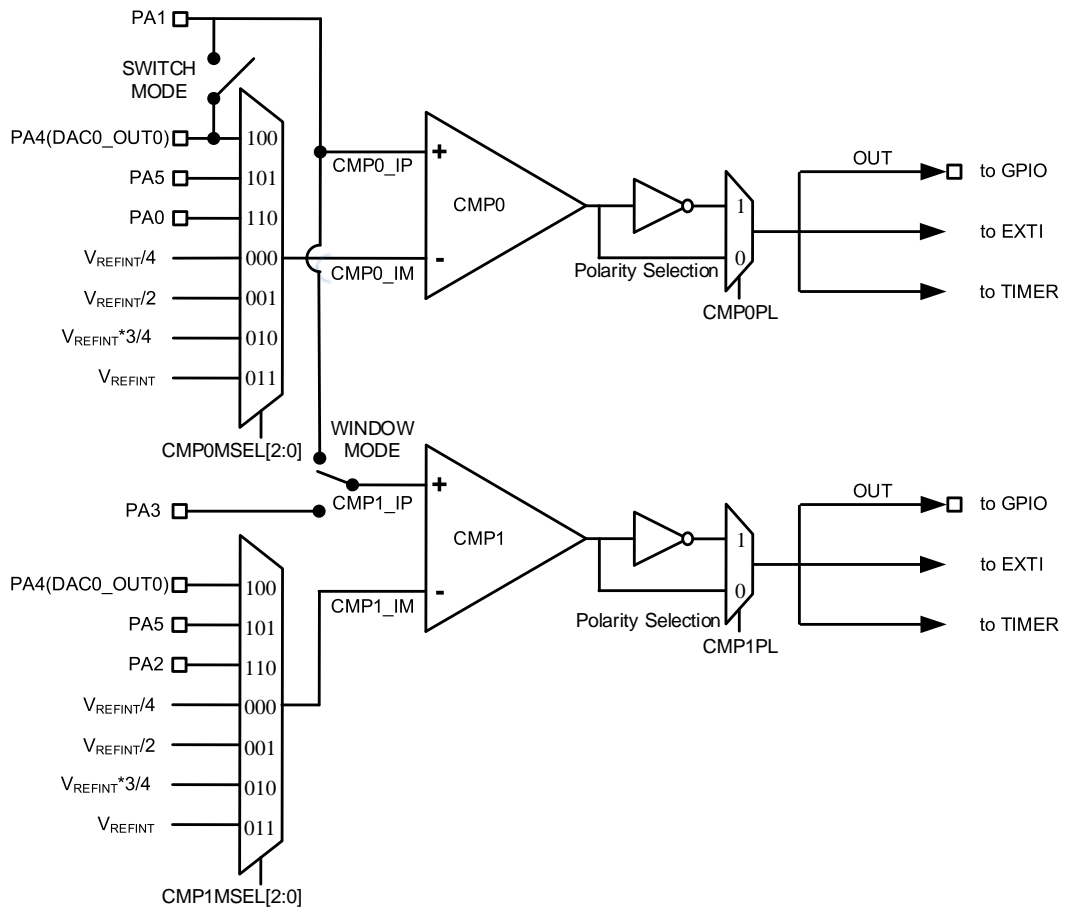 PA1
SWITCH
MODE
PA4(DAC0_OUT0)
100
PA5
101
PA0
110
VREFINT/4
000
VREFINT/2
001
VREFINT*3/4
010
VREFINT
011
CMP0MSEL[2:0]
CMP0_IP
+
CMP0
-
CMP0_IM
1
0
Polarity Selection
CMP0PL
OUT
to GPIO
to EXTI
to TIMER
WINDOW
MODE
PA3
CMP1_IP
+
CMP1
-
CMP1_IM
PA4(DAC0_OUT0)
100
PA5
101
PA2
110
VREFINT/4
000
VREFINT/2
001
VREFINT*3/4
010
VREFINT
011
CMP1MSEL[2:0]
1
0
Polarity Selection
CMP1PL
OUT
to GPIO
to EXTI
to TIMER